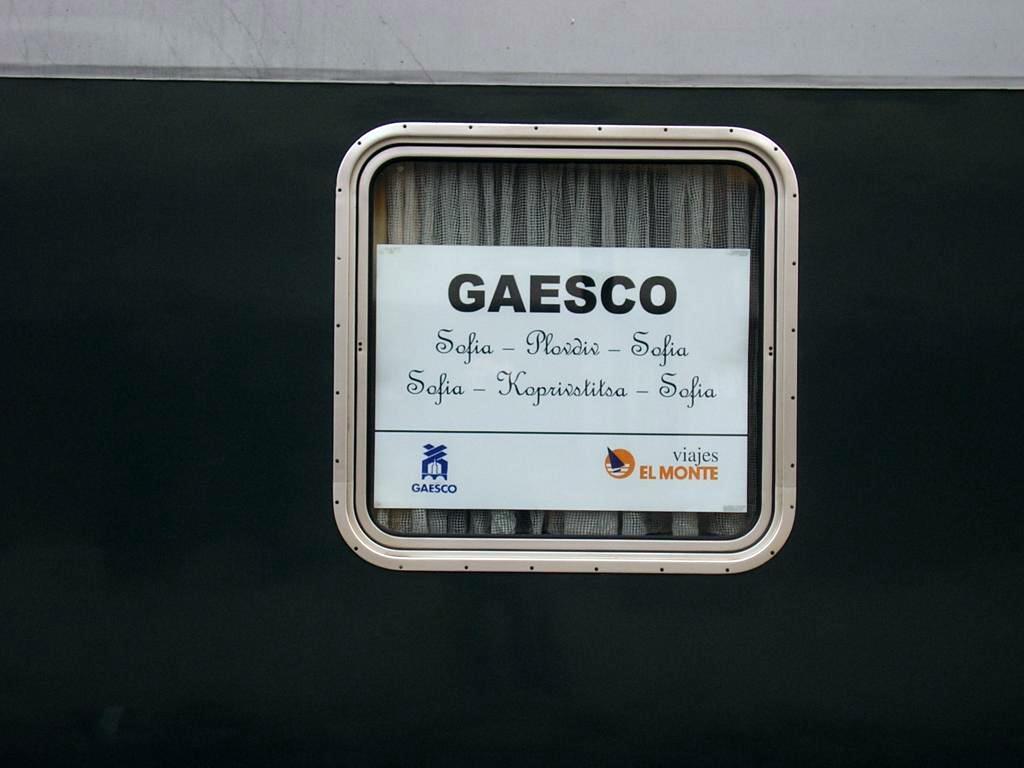 GAESCO
Sofia – Plovdiv – Sofia
Sofia – Koprivstitsa – Sofia
GAESCO
viajes
EL MONTE